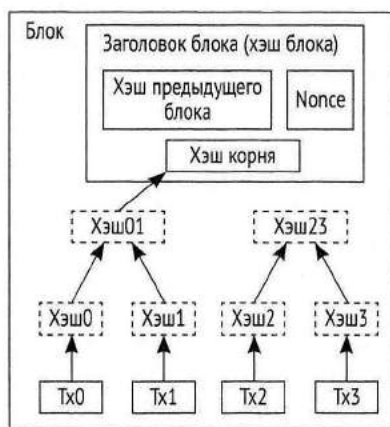 Блок
Заголовок блока (хэш блока)
Хэш предыдущего
блока
Nonce
Хэш корня
Хэш01
Хэш23
Хэш0
Хэш1
Хэш2
Хэш3
Tx0
Tx1
Tx2
Tx3